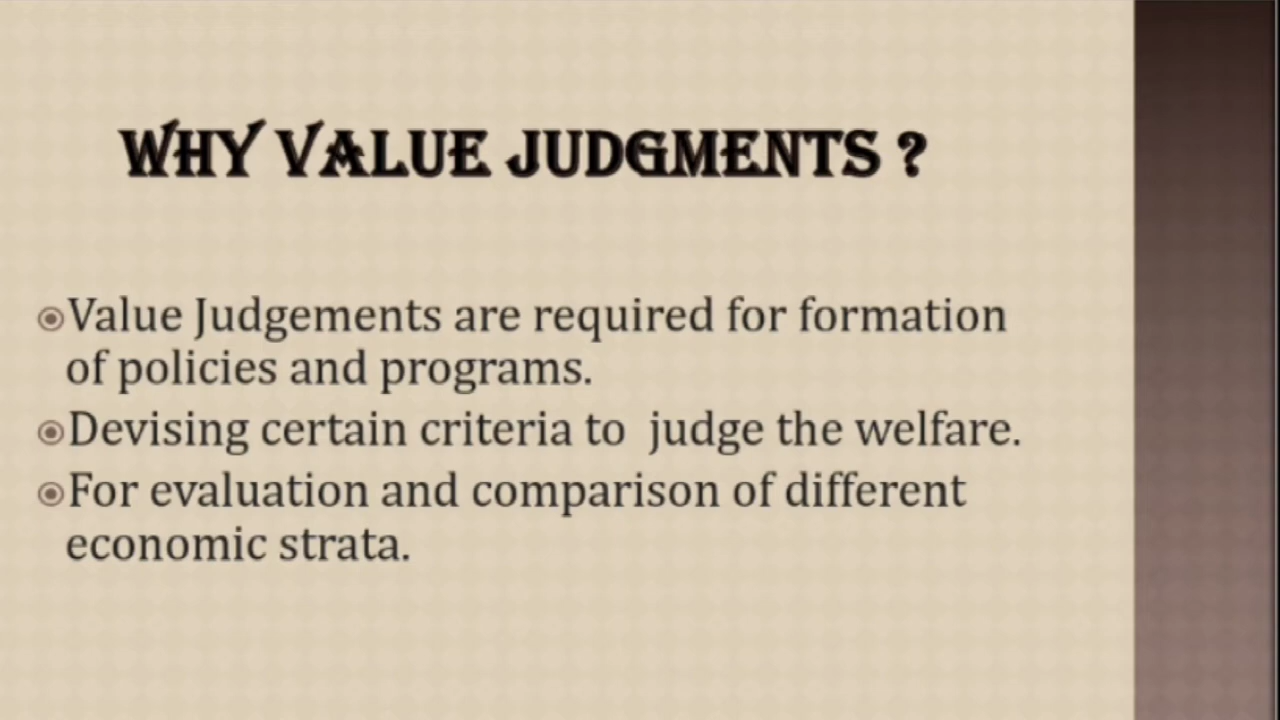 WHY VALUE JUDGMENTS ?
Value Judgements are required for formation
of policies and programs.
Devising certain criteria to  judge the welfare.
For evaluation and comparison of different
economic strata.